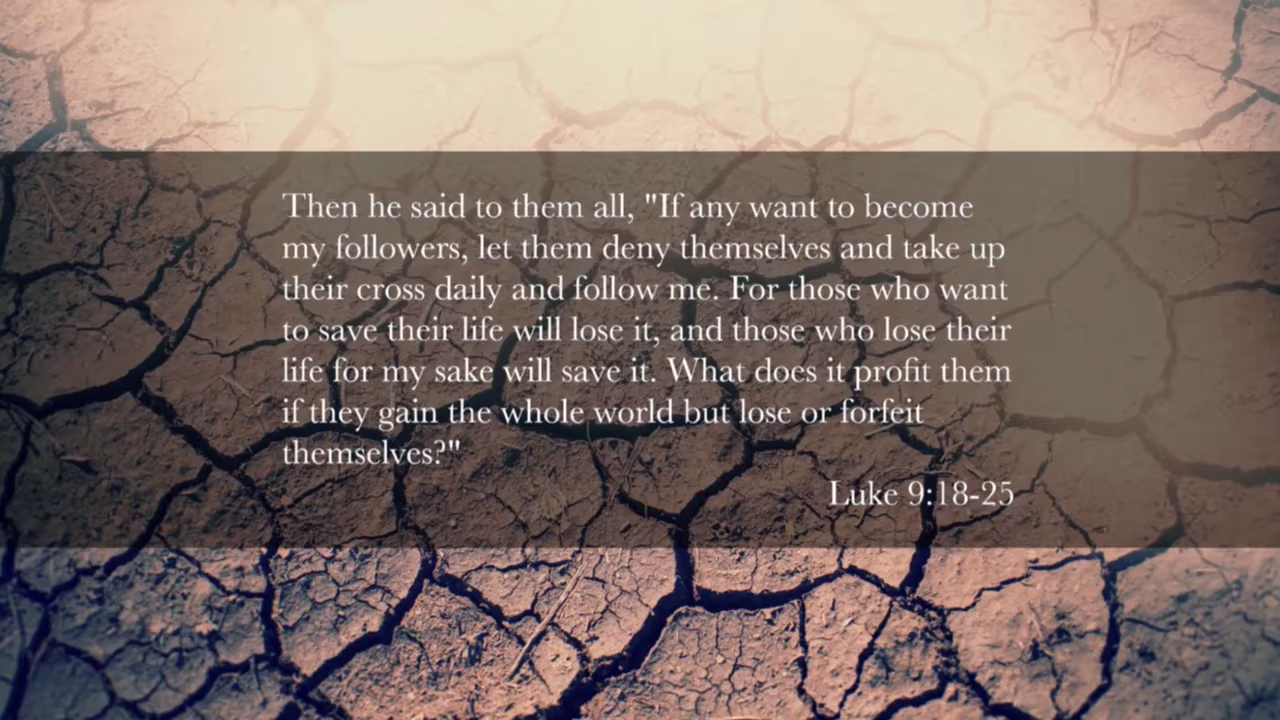 Then he said to them all, "If any want to become
my followers, let them deny themselves and take up
their cross daily and follow me. For those who want
to save their life will lose it, and those who lose their
life for my sake will save it. What does it profit them
if they gain the whole world but lose or forfeit
themselves?"
Luke 9:18-25